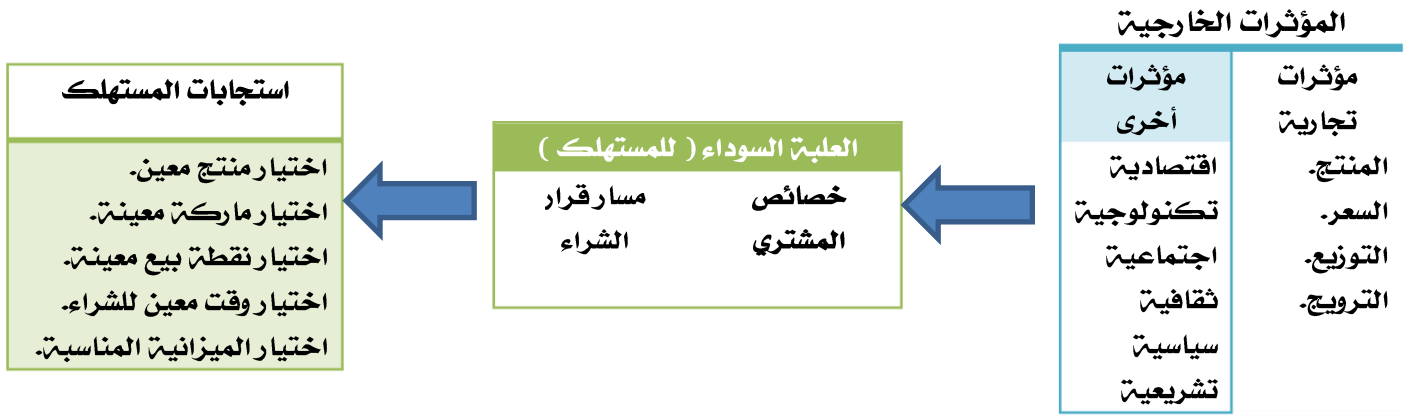 المؤثرات الخارجية
مؤثرات
تجارية
المنتج.
السعر.
التوزيع.
الترويج.
مؤثرات
أخرى
اقتصادية
تكنولوجية
اجتماعية
ثقافية
سياسية
تشريعية
العلبة السوداء ( للمستهلك )
خصائص
المشتري
مسار قرار
الشراء
استجابات المستهلك
اختيار منتج معين.
اختيار ماركة معينة.
اختيار نقطة بيع معينة.
اختيار وقت معين للشراء.
اختيار الميزانية المناسبة.